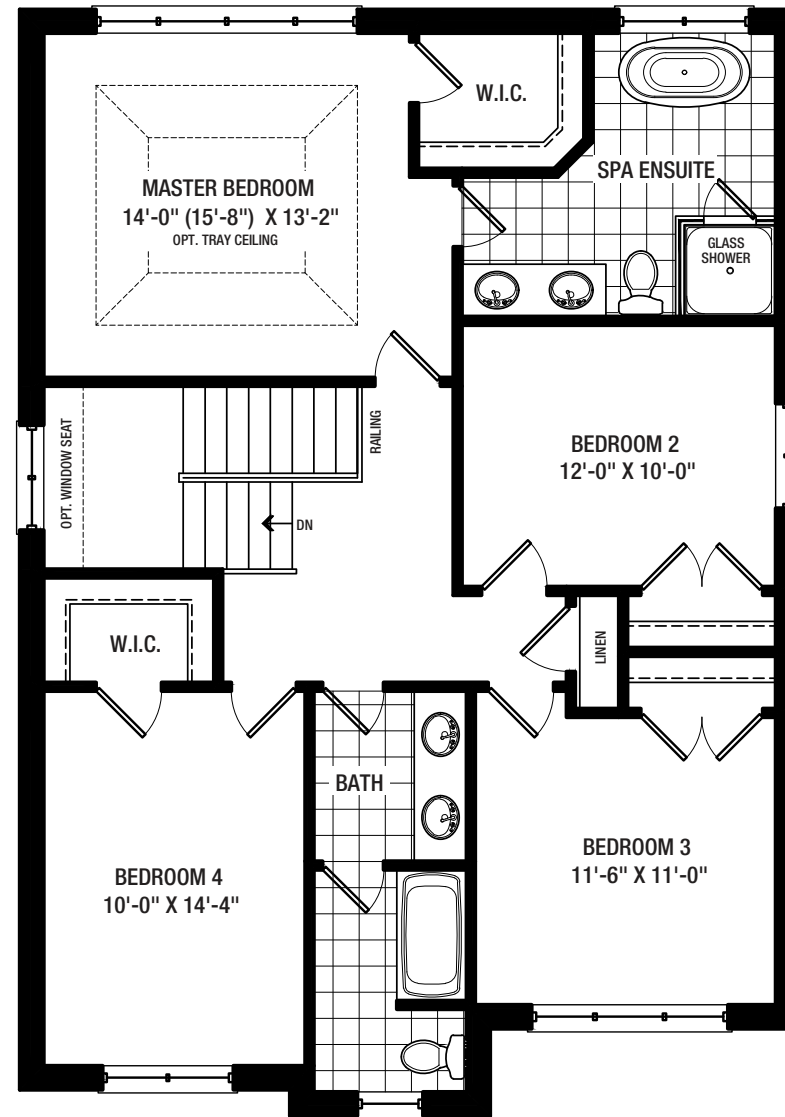 W.I.C.
MASTER BEDROOM
14'-0" (15'-8") X 13'-2"
OPT. TRAY CEILING
SPA ENSUITE
GLASS
SHOWER
OPT. WINDOW SEAT
RAILING
DN
BEDROOM 2
12'-0" X 10'-0"
W.I.C.
LINEN
BATH
BEDROOM 4
10'-0" X 14'-4"
BEDROOM 3
11'-6" X 11'-0"